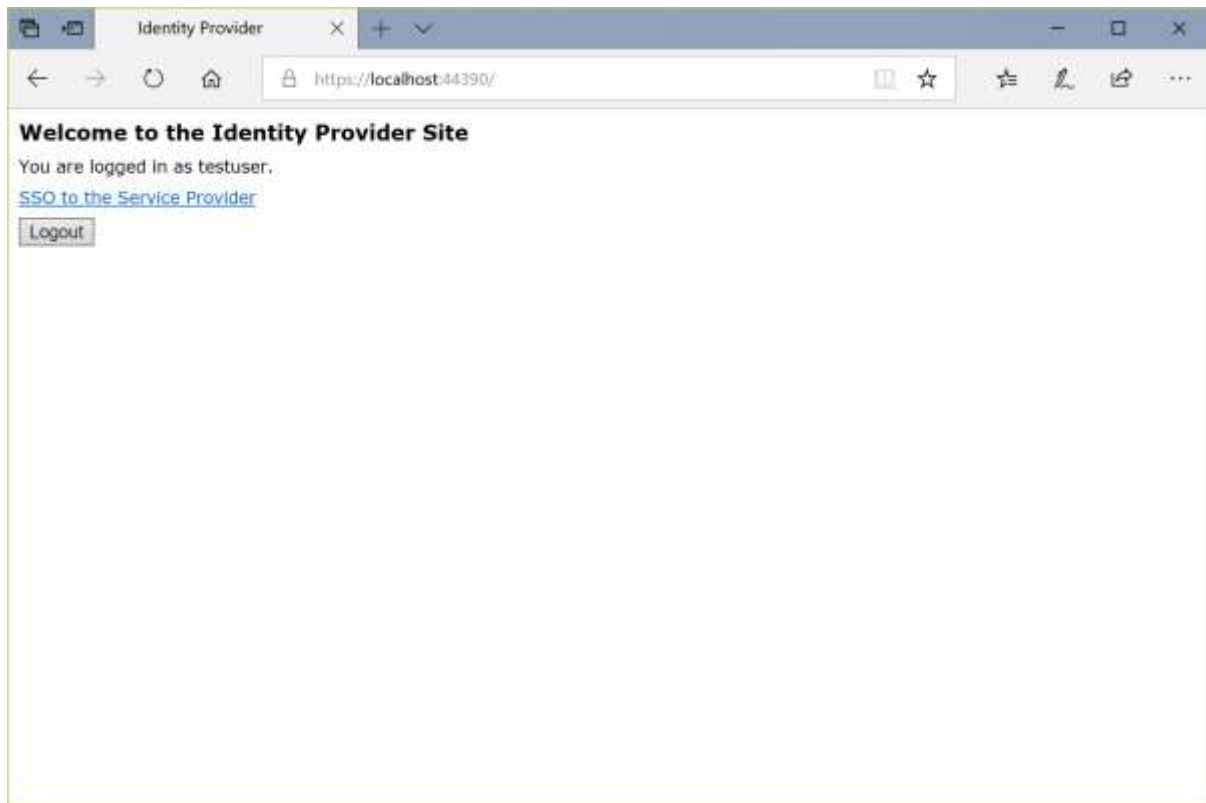 Identity Provider
https://localhost:44390/
Welcome to the Identity Provider Site
You are logged in as testuser.
SSO to the Service Provider
Logout